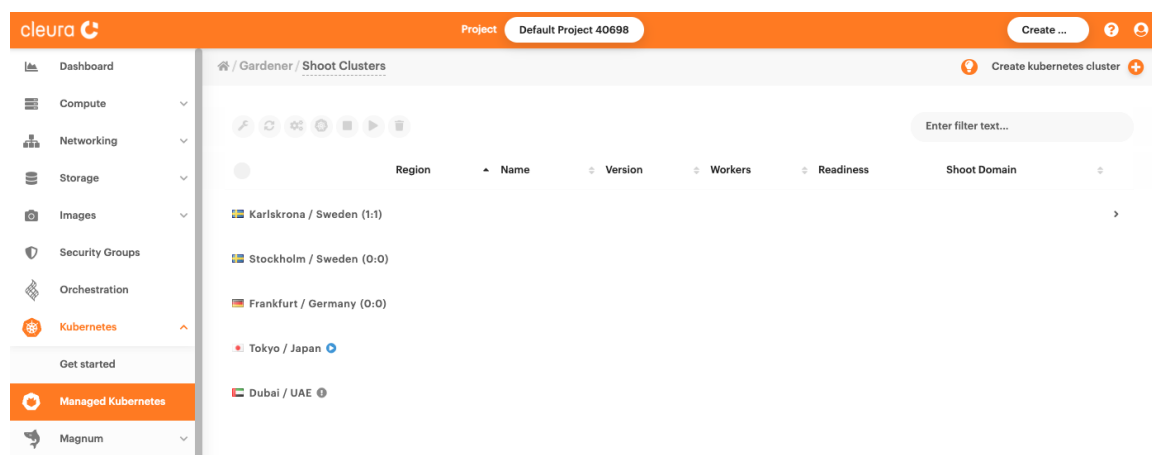 cleura
Project Default Project 40698
Create ...
Dashboard
Compute
Networking
Storage
Images
Security Groups
Orchestration
Kubernetes
Get started
Managed Kubernetes
Magnum
/ Gardener / Shoot Clusters
Create kubernetes cluster
Enter filter text...
Region Name Version Workers Readiness Shoot Domain
Karlskrona / Sweden (1:1)
Stockholm / Sweden (0:0)
Frankfurt / Germany (0:0)
Tokyo / Japan
Dubai / UAE